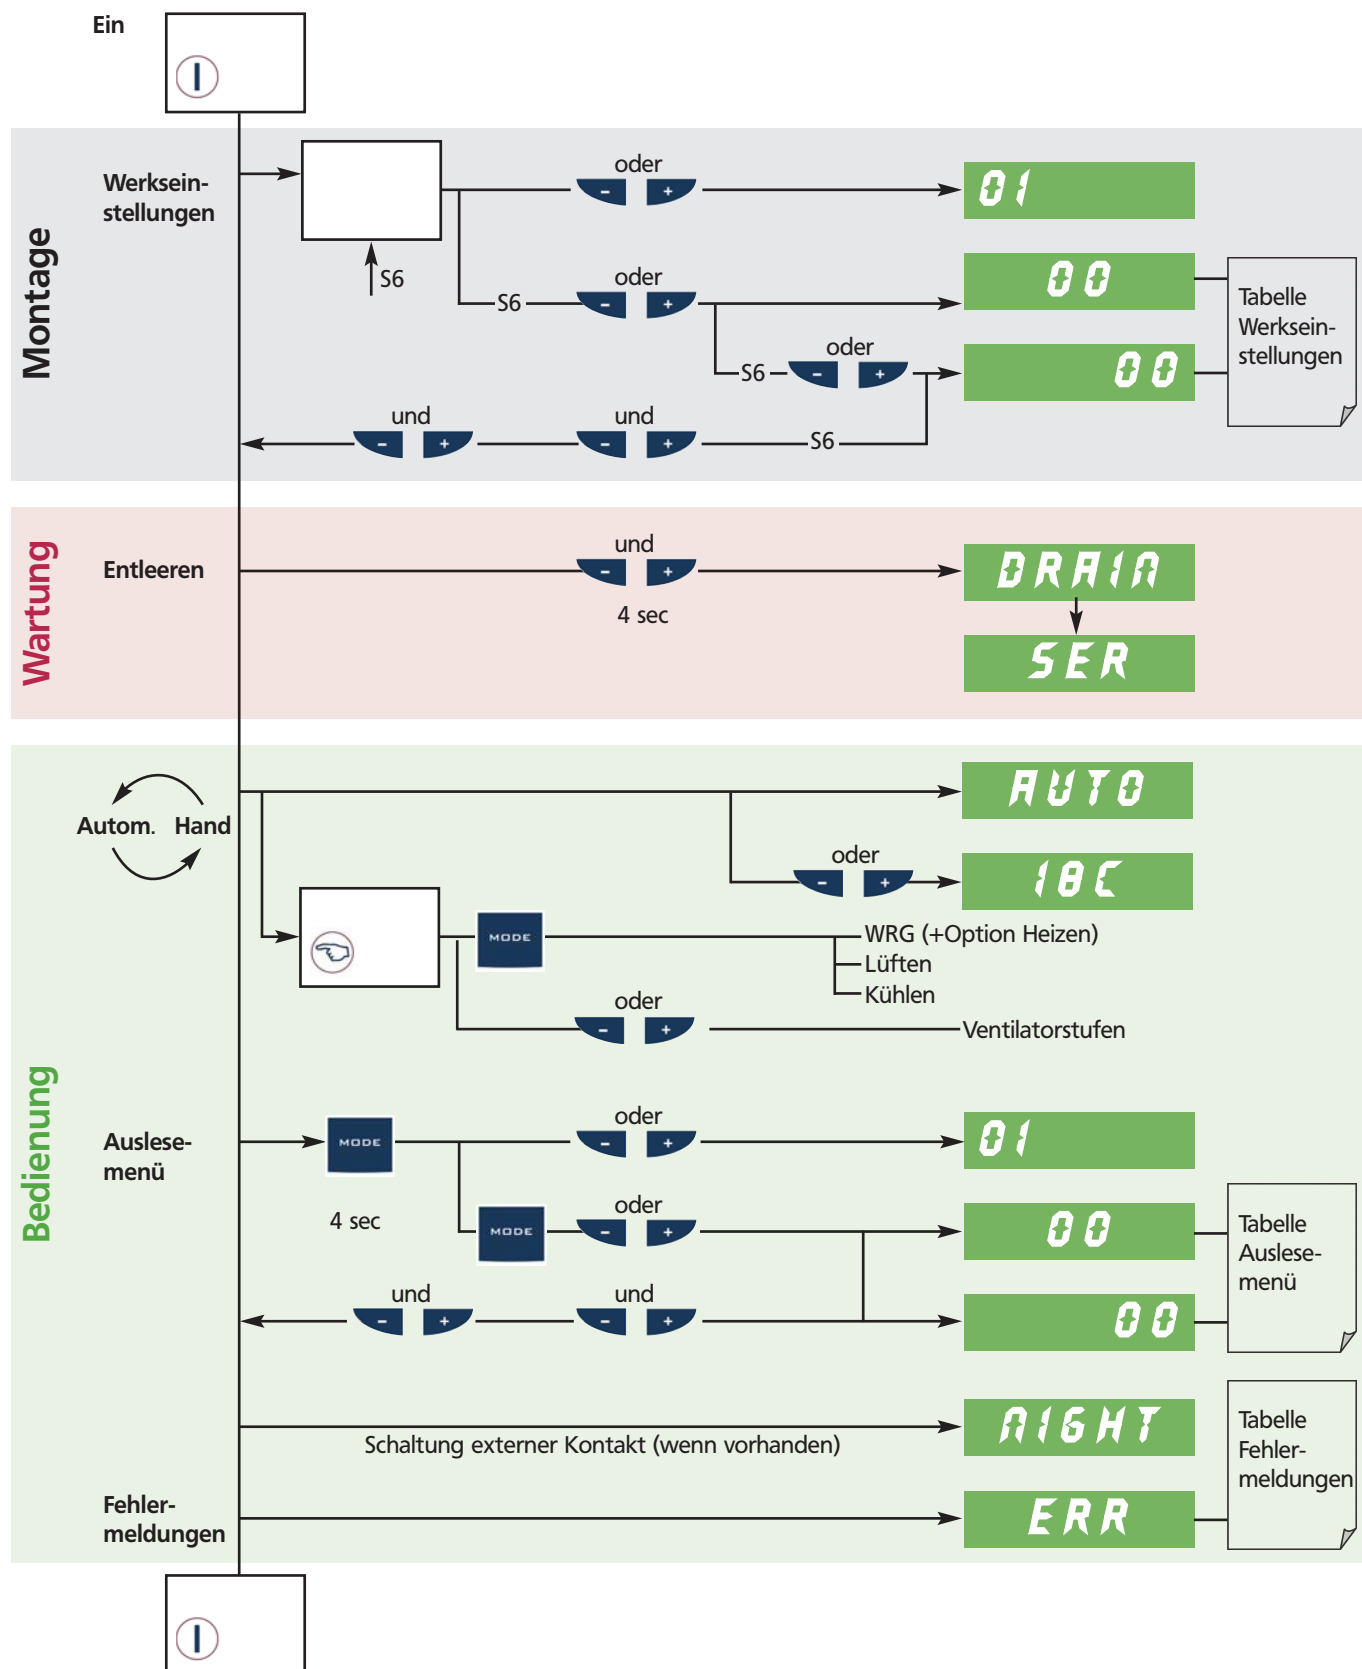 Ein
Montage
Werksein-
stellungen
S6
oder
- +
01
S6
oder
- +
00
S6
oder
- +
00
Tabelle
Werksein-
stellungen
und
- +
und
- +
S6
Wartung
Entleeren
und
- +
4 sec
DRAIN
SER
Bedienung
Autom. Hand
AUTO
oder
- +
18C
MODE
WRG (+Option Heizen)
Lüften
Kühlen
oder
- +
Ventilatorstufen
Auslese-
menü
MODE
4 sec
oder
- +
01
MODE
oder
- +
00
und
- +
und
- +
00
Tabelle
Auslese-
menü
Schaltung externer Kontakt (wenn vorhanden)
NIGHT
Fehler-
meldungen
ERR
Tabelle
Fehler-
meldungen